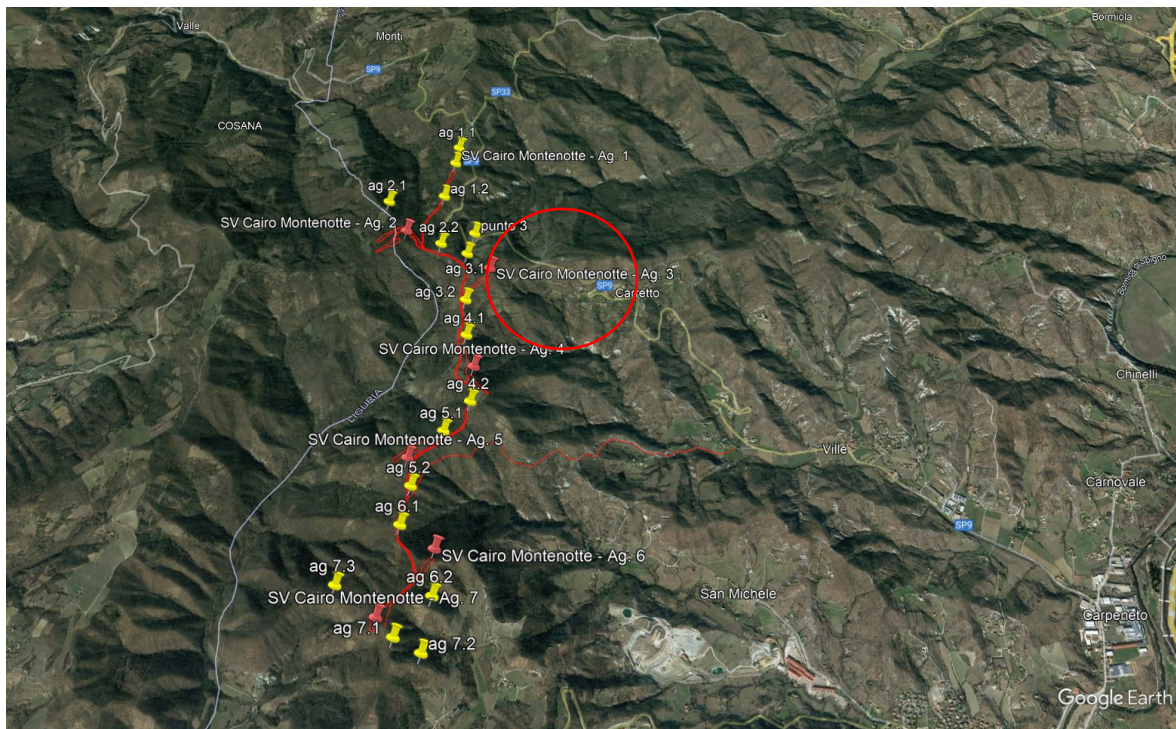 Valle
Monti
Bormiola
SP9
SP33
COSANA
ag 1.1
SV Cairo Montenotte - Ag. 1
ag 1.2
ag 2.1
SV Cairo Montenotte - Ag. 2
ag 2.2
punto 3
ag 3.1
SV Cairo Montenotte - Ag. 3
SP9
Carretto
ag 3.2
ag 4.1
SV Cairo Montenotte - Ag. 4
ag 4.2
Bormida di Spigno
Chinelli
LIGURIA
ag 5.1
SV Cairo Montenotte - Ag. 5
ag 5.2
Ville
Carnovale
ag 6.1
SP9
SV Cairo Montenotte - Ag. 6
ag 6.2
ag 7.3
SV Cairo Montenotte - Ag. 7
ag 7.1
ag 7.2
San Michele
Carpeneto
Google Earth